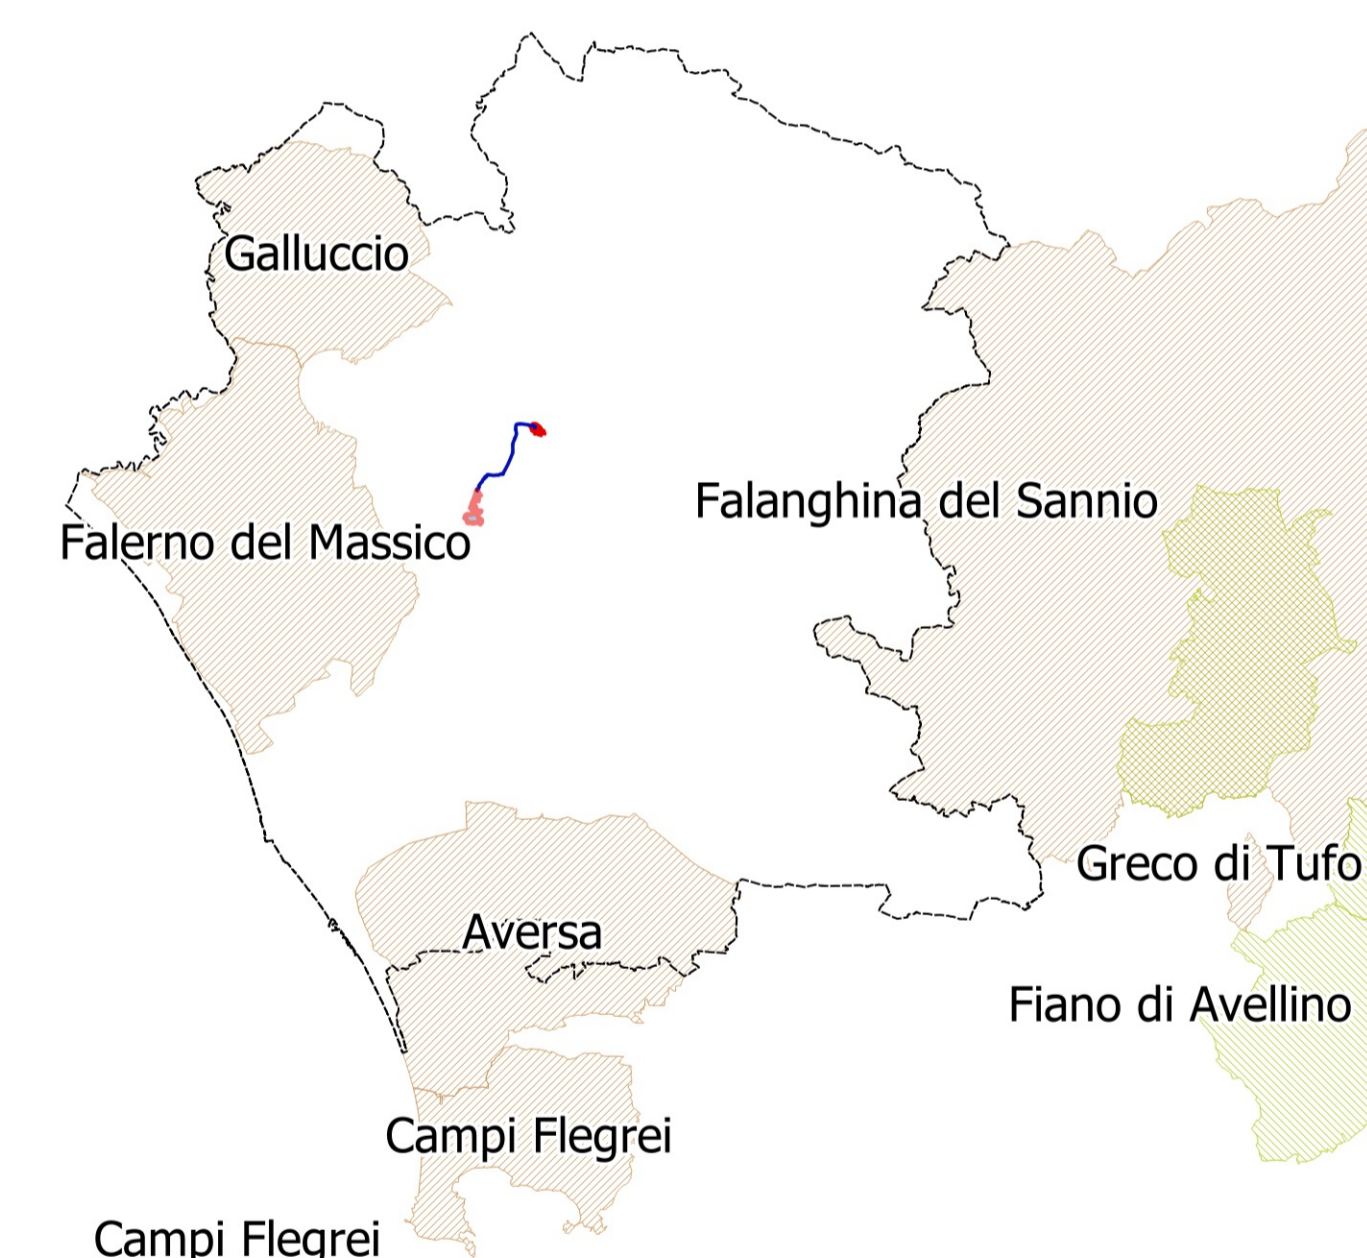 Galluccio
Falanghina del Sannio
Falerno del Massico
Greco di Tufo
Aversa
Fiano di Avellino
Campi Flegrei
Campi Flegrei